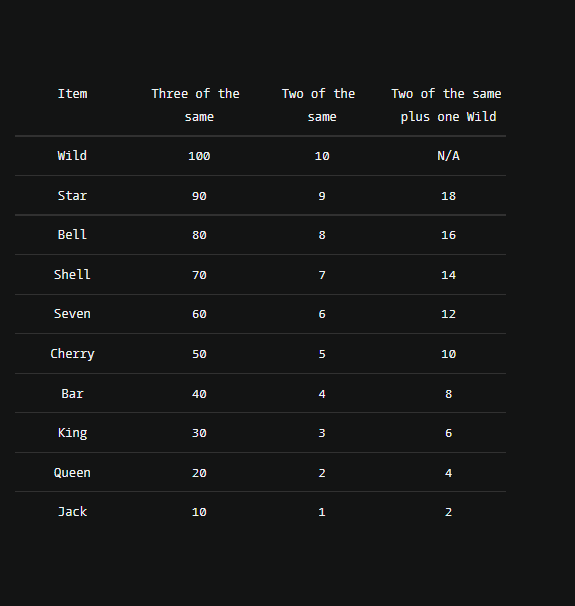 Item Three of the same Two of the same Two of the same plus one Wild
Wild 100 10 N/A
Star 90 9 18
Bell 80 8 16
Shell 70 7 14
Seven 60 6 12
Cherry 50 5 10
Bar 40 4 8
King 30 3 6
Queen 20 2 4
Jack 10 1 2